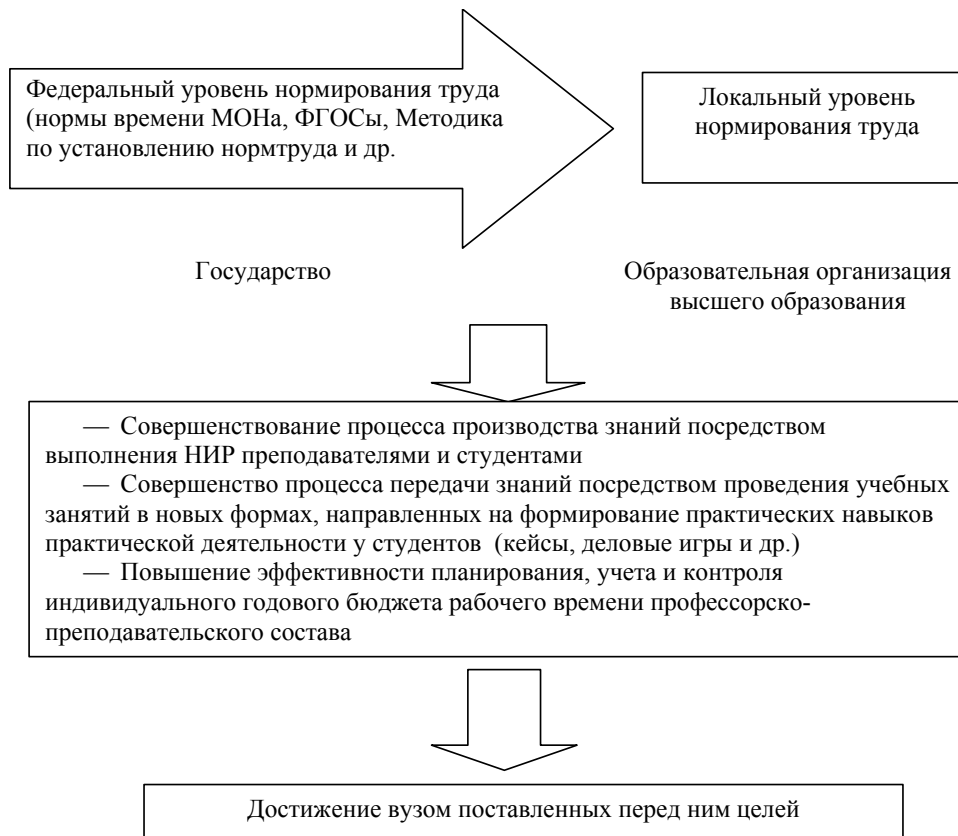 Федеральный уровень нормирования труда
(нормы времени МОНа, ФГОСы, Методика
по установлению нормтруда и др.
Локальный уровень
нормирования труда
Государство
Образовательная организация
высшего образования
— Совершенствование процесса производства знаний посредством
выполнения НИР преподавателями и студентами
— Совершенство процесса передачи знаний посредством проведения учебных
занятий в новых формах, направленных на формирование практических навыков
практической деятельности у студентов (кейсы, деловые игры и др.)
— Повышение эффективности планирования, учета и контроля
индивидуального годового бюджета рабочего времени профессорско-
преподавательского состава
Достижение вузом поставленных перед ним целей